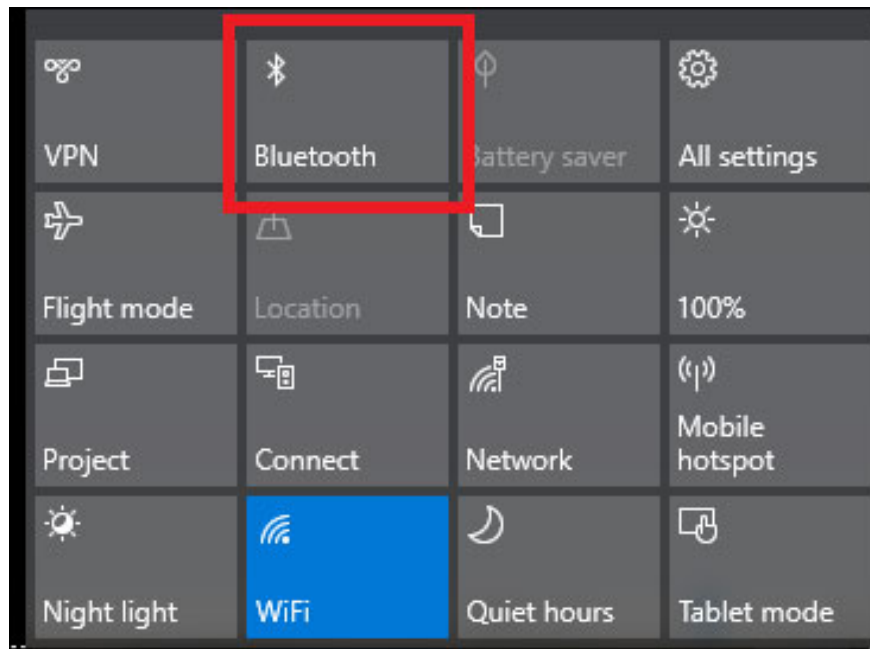 VPN
Bluetooth
Battery saver
All settings
Flight mode
Location
Note
100%
Project
Connect
Network
Mobile
hotspot
Night light
WiFi
Quiet hours
Tablet mode